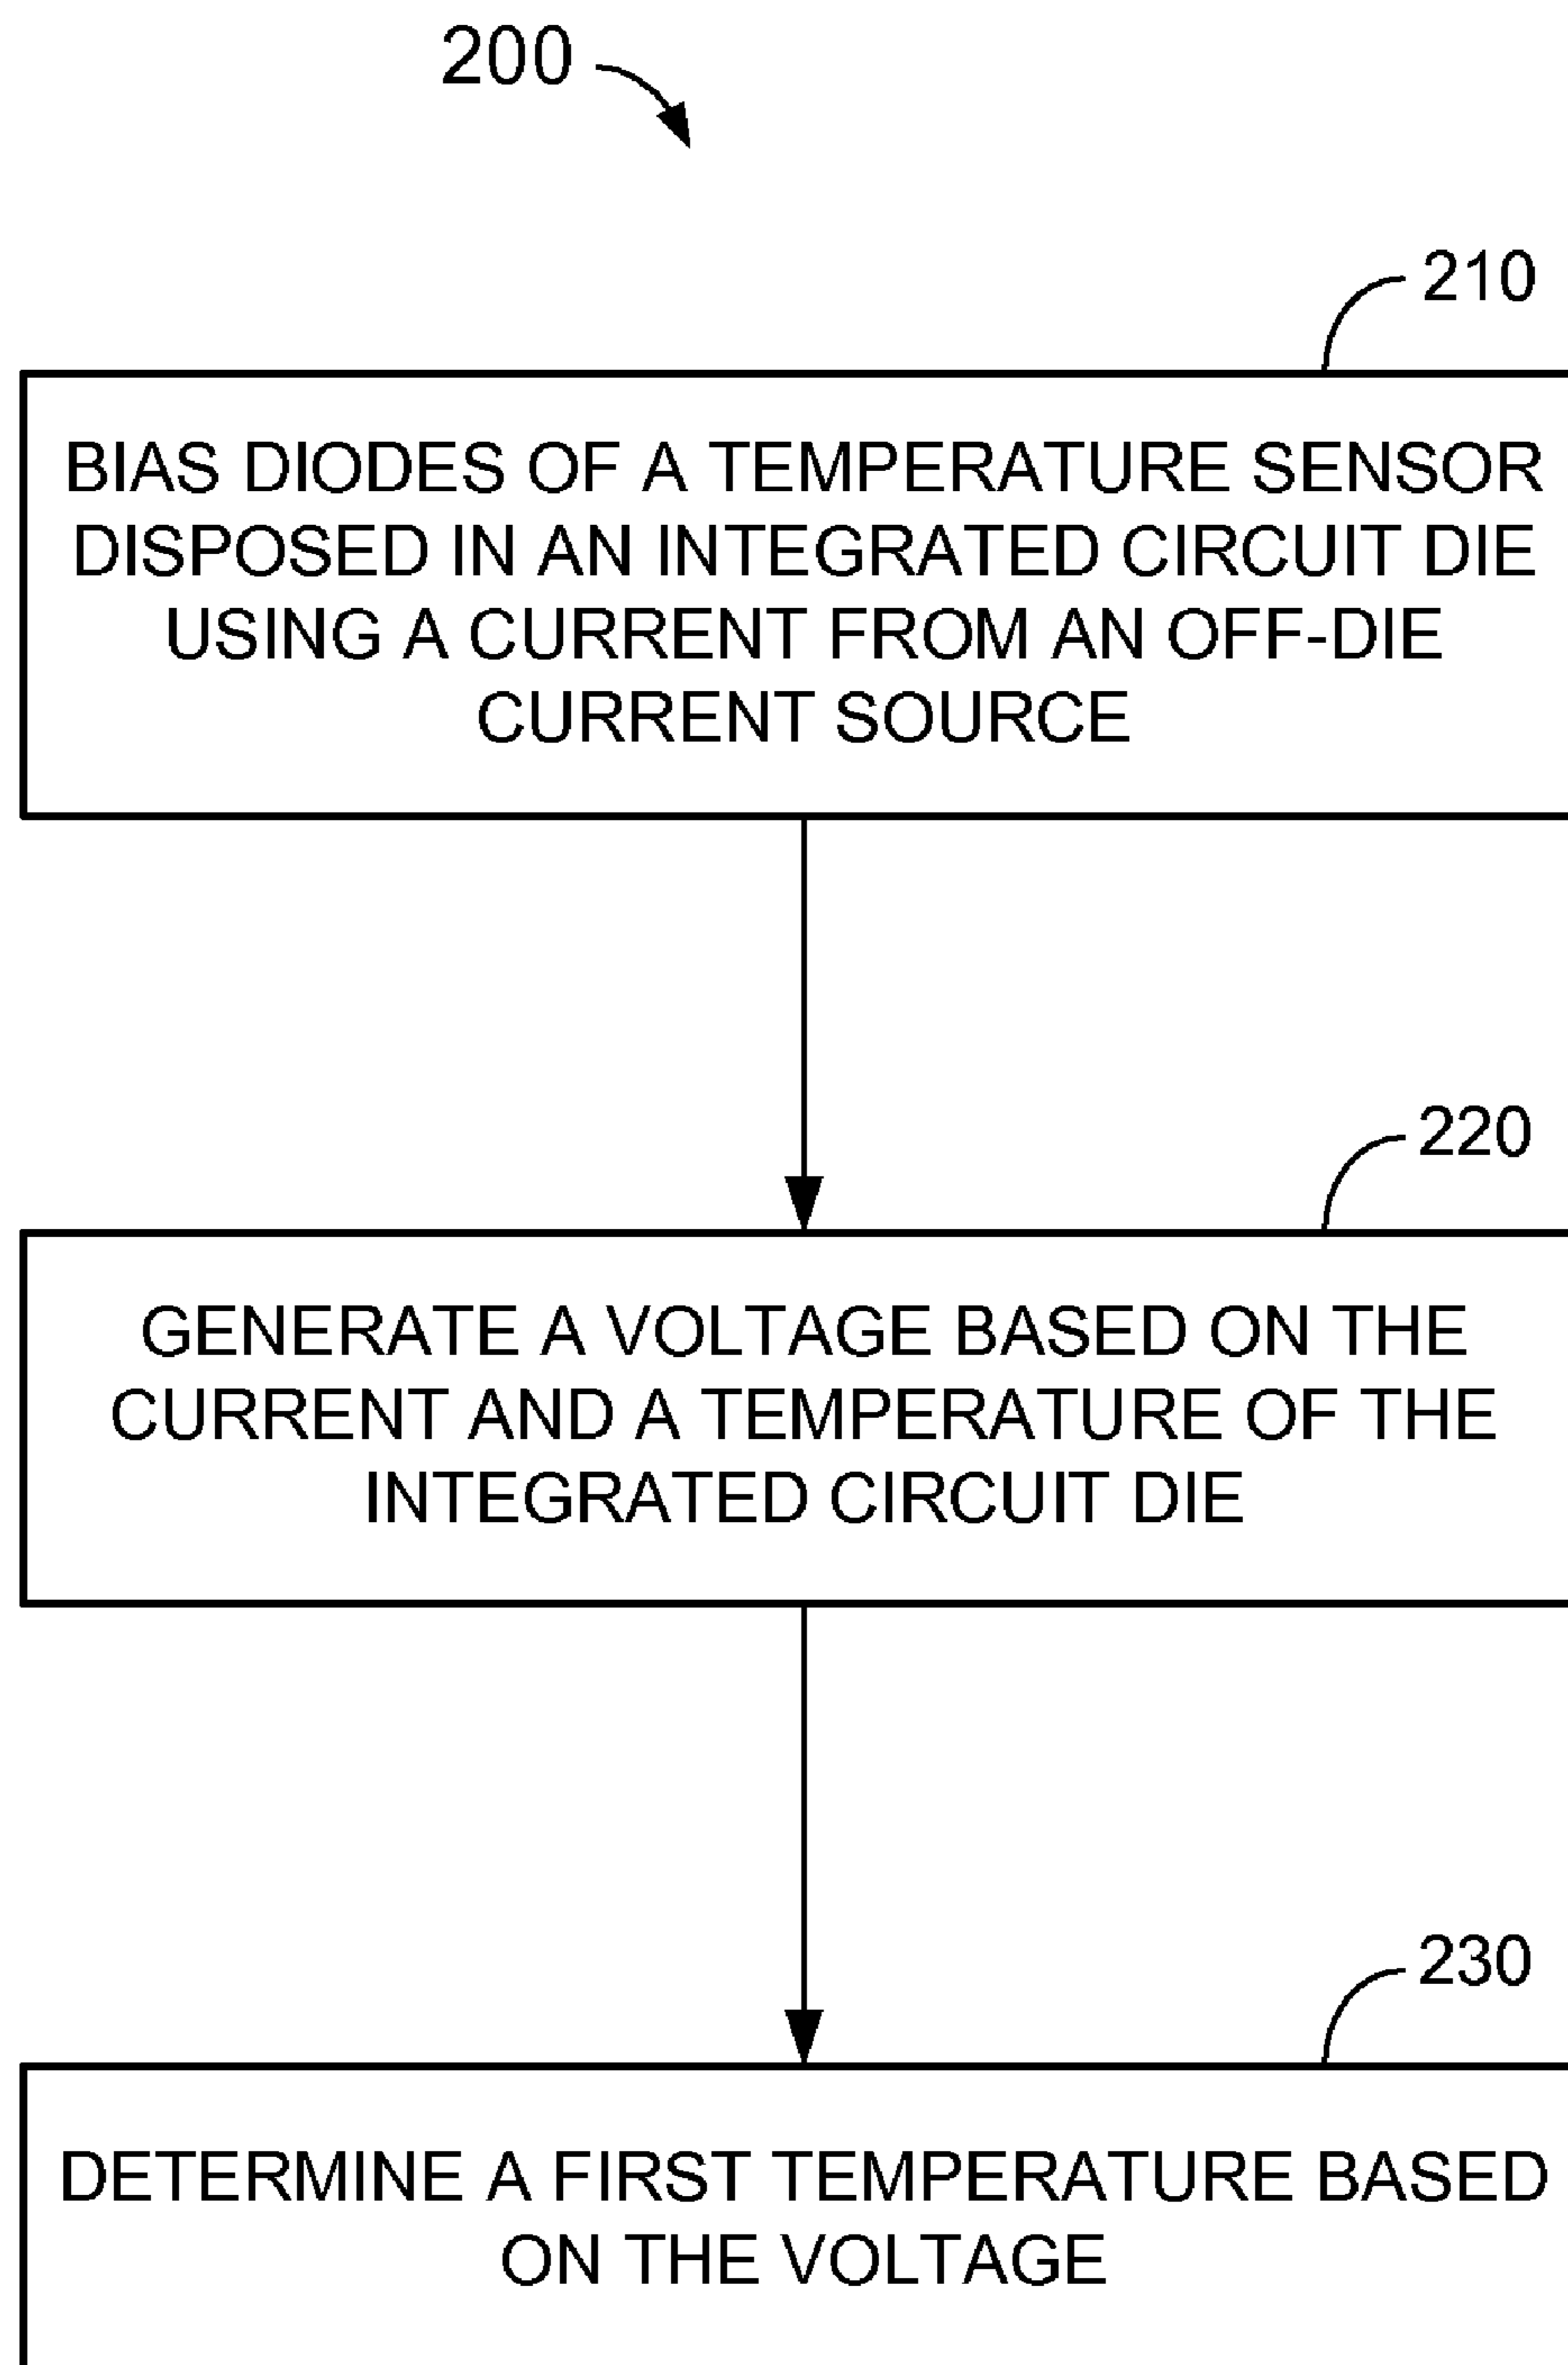 200
210
BIAS DIODES OF A TEMPERATURE SENSOR
DISPOSED IN AN INTEGRATED CIRCUIT DIE
USING A CURRENT FROM AN OFF-DIE
CURRENT SOURCE
220
GENERATE A VOLTAGE BASED ON THE
CURRENT AND A TEMPERATURE OF THE
INTEGRATED CIRCUIT DIE
230
DETERMINE A FIRST TEMPERATURE BASED
ON THE VOLTAGE